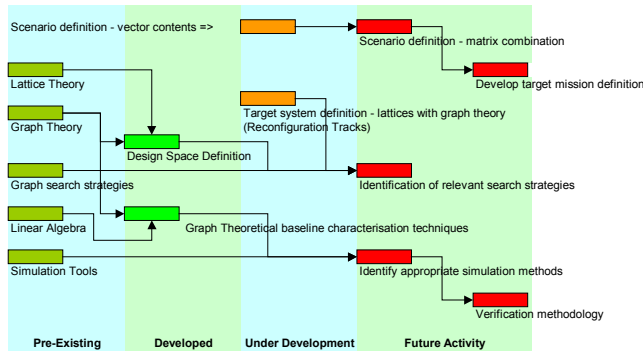 Scenario definition - vector contents =>
Scenario definition - matrix combination
Develop target mission definition
Lattice Theory
Graph Theory
Target system definition - lattices with graph theory
(Reconfiguration Tracks)
Design Space Definition
Graph search strategies
Identification of relevant search strategies
Linear Algebra
Graph Theoretical baseline characterisation techniques
Simulation Tools
Identify appropriate simulation methods
Verification methodology
Pre-Existing
Developed
Under Development
Future Activity